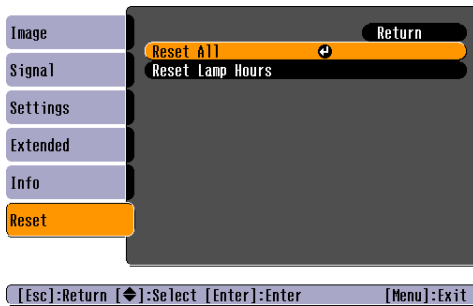 Image
Signal
Settings
Extended
Info
Reset
Return
Reset All
Reset Lamp Hours
[Esc]:Return [◆]:Select [Enter]:Enter [Menu]:Exit